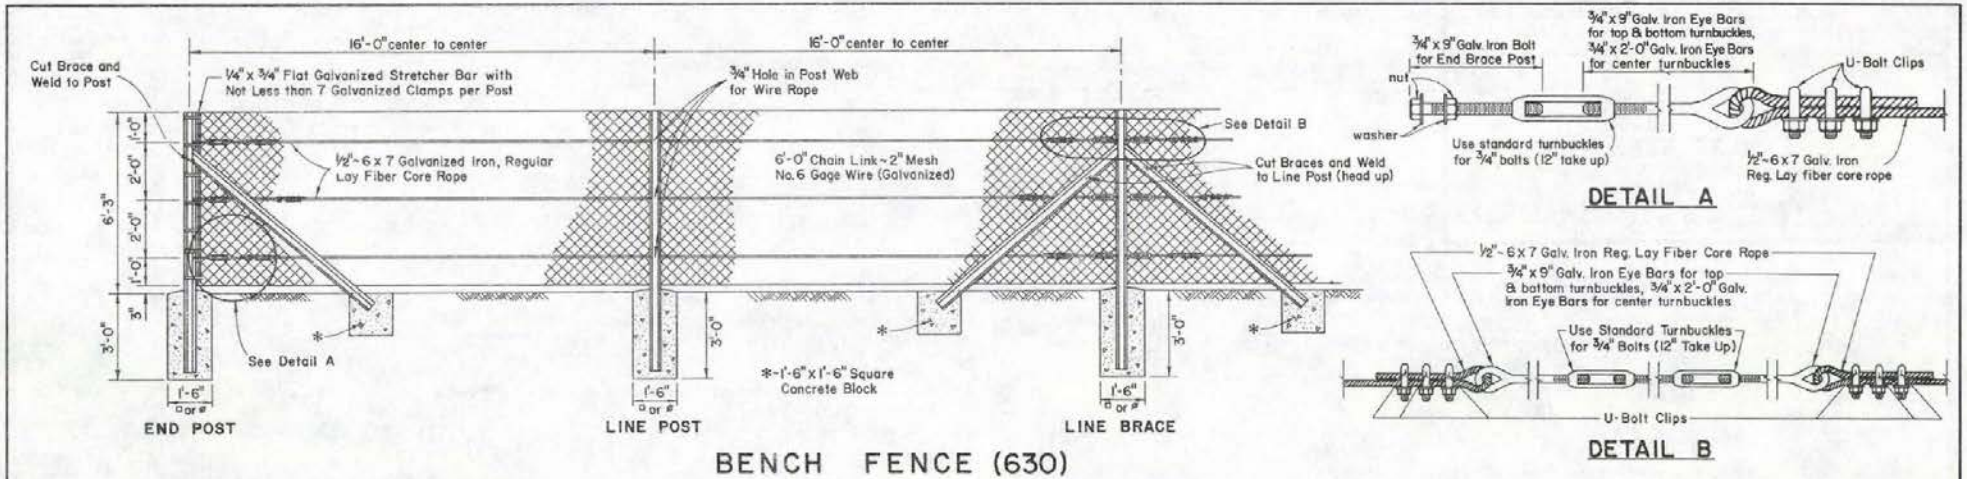 16'-0" center to center
16'-0" center to center
Cut Brace and
Weld to Post
1/4" x 3/4" Flat Galvanized Stretcher Bar with
Not Less than 7 Galvanized Clamps per Post
3/4" Hole in Post Web
for Wire Rope
See Detail B
1/2"~ 6 x 7 Galvanized Iron, Regular
Lay Fiber Core Rope
6'-0" Chain Link ~ 2" Mesh
No. 6 Gage Wire (Galvanized)
Cut Braces and Weld
to Line Post (head up)
6'-3"
1'-0"
2'-0"
2'-0"
1'-0"
3"
3'-0"
3'-0"
3'-0"
See Detail A
*
*
*
*-1'-6" x 1'-6" Square
Concrete Block
1'-6"
□ or ø
1'-6"
□ or ø
1'-6"
□ or ø
END POST
LINE POST
LINE BRACE
BENCH FENCE (630)
3/4" x 9" Galv. Iron Bolt
for End Brace Post
3/4" x 9" Galv. Iron Eye Bars
for top & bottom turnbuckles,
3/4" x 2'-0" Galv. Iron Eye Bars
for center turnbuckles
U-Bolt Clips
nut
washer
Use standard turnbuckles
for 3/4" bolts (12" take up)
1/2"~ 6 x 7 Galv. Iron
Reg. Lay fiber core rope
DETAIL A
1/2"~ 6 x 7 Galv. Iron Reg. Lay Fiber Core Rope
3/4" x 9" Galv. Iron Eye Bars for top
& bottom turnbuckles, 3/4" x 2'-0" Galv.
Iron Eye Bars for center turnbuckles
Use Standard Turnbuckles
for 3/4" Bolts (12" Take Up)
U-Bolt Clips
DETAIL B